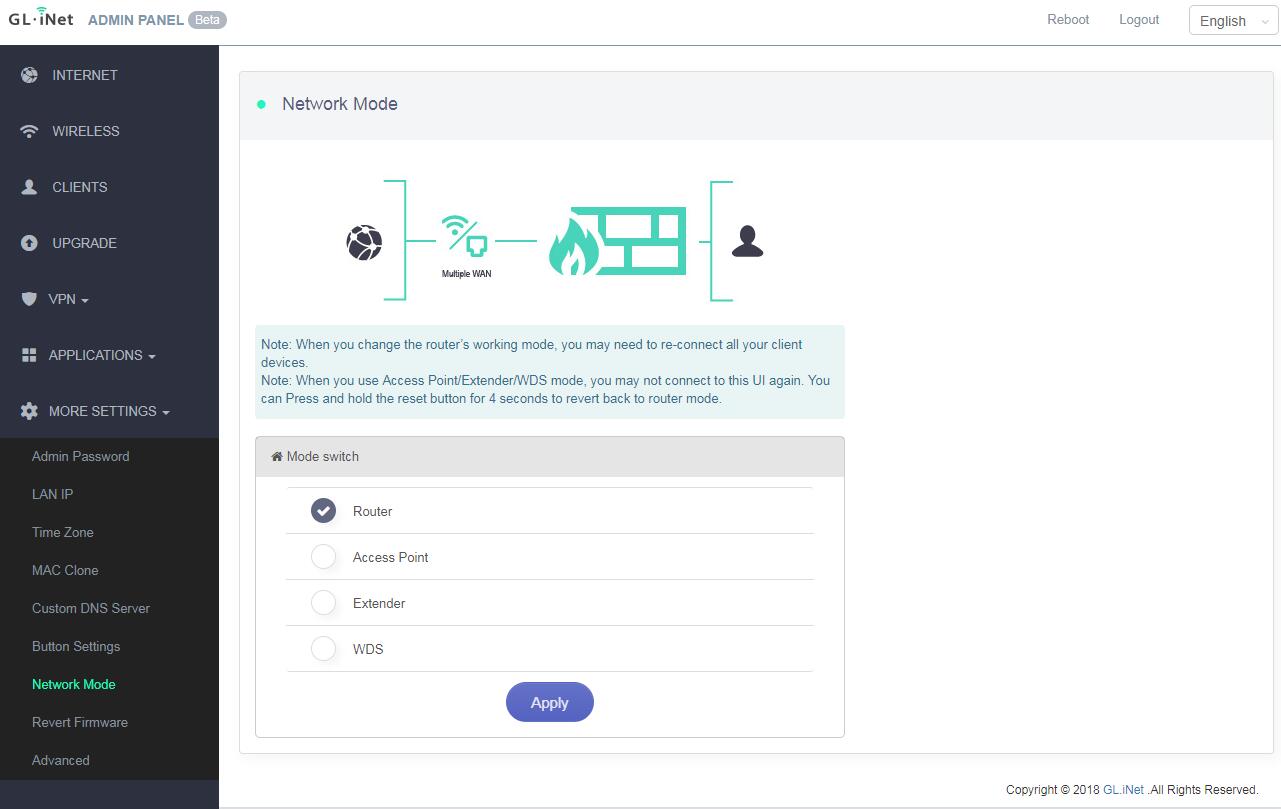 GL·iNet ADMIN PANEL Beta
Reboot
Logout
English
INTERNET
WIRELESS
CLIENTS
UPGRADE
VPN
APPLICATIONS
MORE SETTINGS
Admin Password
LAN IP
Time Zone
MAC Clone
Custom DNS Server
Button Settings
Network Mode
Revert Firmware
Advanced
Network Mode
Multiple WAN
Note: When you change the router's working mode, you may need to re-connect all your client
devices.
Note: When you use Access Point/Extender/WDS mode, you may not connect to this UI again. You
can Press and hold the reset button for 4 seconds to revert back to router mode.
Mode switch
Router
Access Point
Extender
WDS
Apply
Copyright © 2018 GL.iNet .All Rights Reserved.